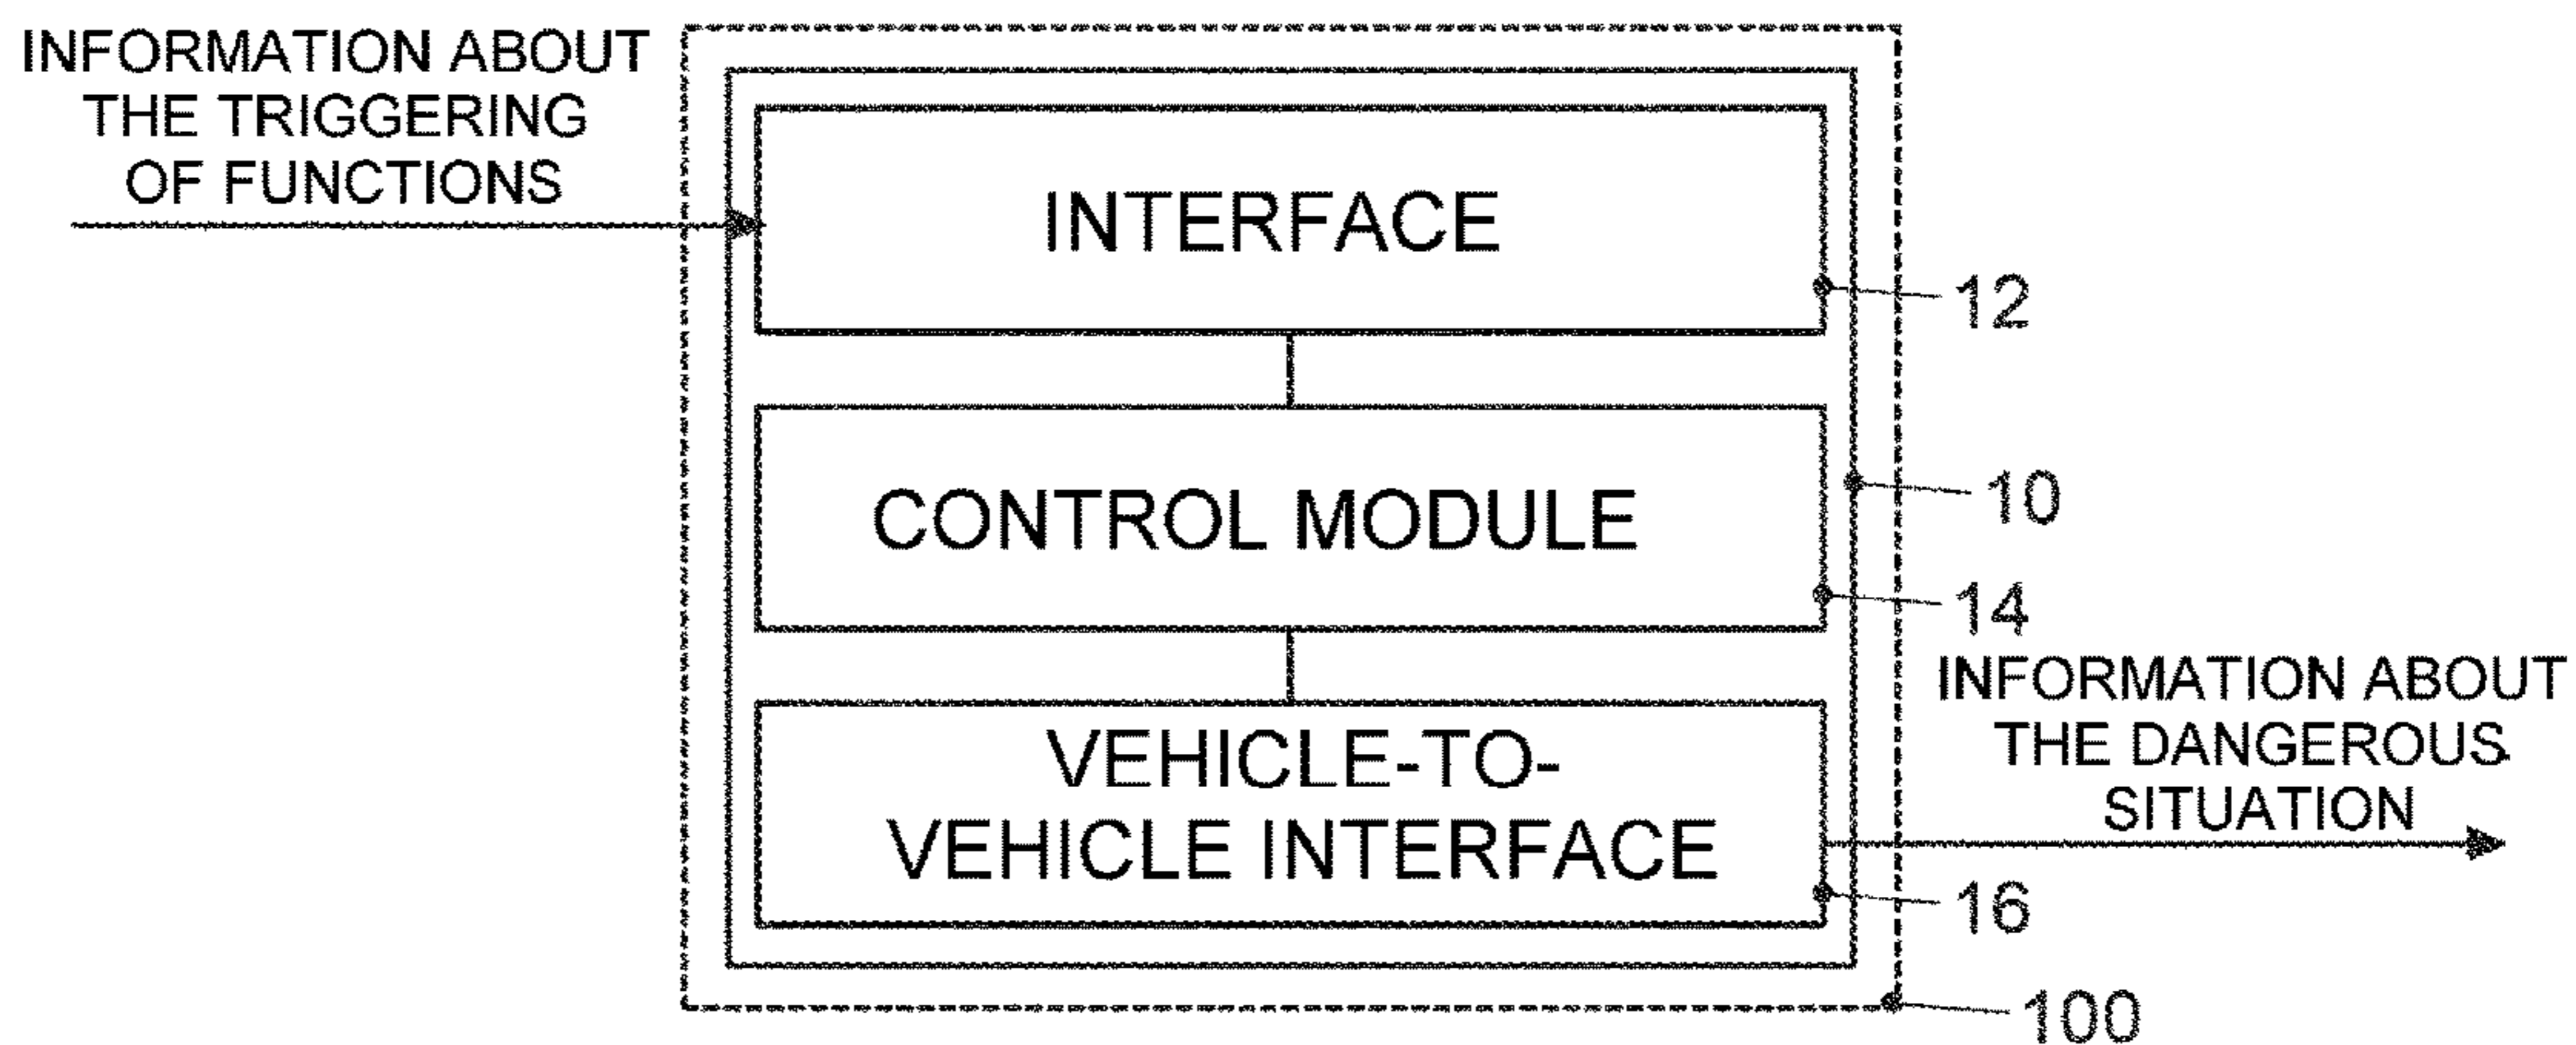 INFORMATION ABOUT
THE TRIGGERING
OF FUNCTIONS
INTERFACE
12
CONTROL MODULE
10
14
VEHICLE-TO-
VEHICLE INTERFACE
INFORMATION ABOUT
THE DANGEROUS
SITUATION
16
100